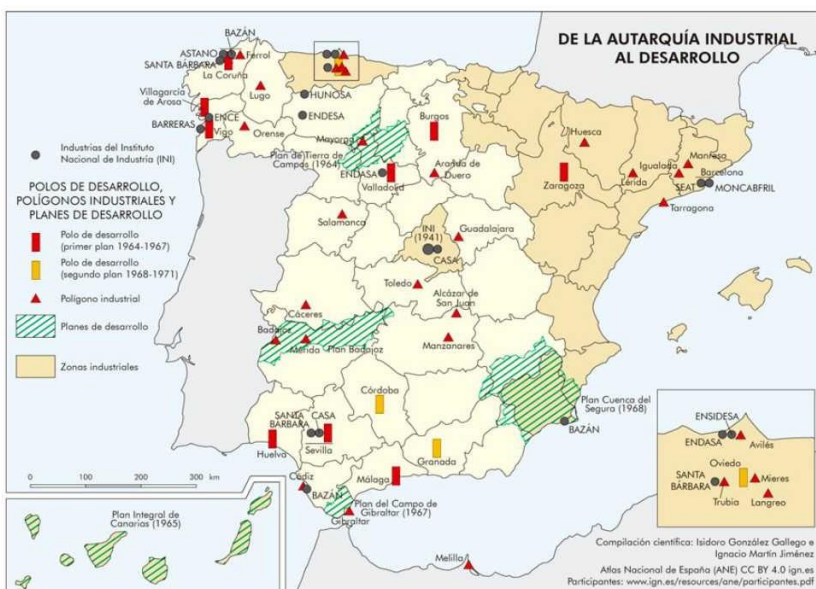 DE LA AUTARQUÍA INDUSTRIAL
AL DESARROLLO
BAZÁN
ASTANO
Ferrol
SANTA BÁRBARA
La Coruña
Villagarcía
de Arosa
Lugo
HUNOSA
ENCE
ENDESA
BARRERAS
Vigo
Orense
Mayorga
Plan de Tierra de
Campos (1964)
Burgos
ENDASA
Valladolid
Aranda de
Duero
Huesca
Zaragoza
Lérida
Igualada
Manresa
Barcelona
SEAT
MONCABFRIL
Tarragona
Salamanca
INI
(1941)
Guadalajara
CASA
Toledo
Alcázar de
San Juan
Cáceres
Badajoz
Mérida
Plan Badajoz
Manzanares
Córdoba
SANTA
BÁRBARA
CASA
Sevilla
Huelva
Granada
Málaga
Cádiz
BAZÁN
Plan del Campo de
Gibraltar (1967)
Gibraltar
Melilla
Plan Cuenca del
Segura (1968)
BAZÁN
Industrias del Instituto
Nacional de Industria (INI)
POLOS DE DESARROLLO,
POLÍGONOS INDUSTRIALES Y
PLANES DE DESARROLLO
Polo de desarrollo
(primer plan 1964-1967)
Polo de desarrollo
(segundo plan 1968-1971)
Polígono industrial
Planes de desarrollo
Zonas industriales
0 100 200 300
km
Plan Integral de
Canarias (1965)
ENSIDESA
ENDASA
Avilés
Oviedo
SANTA
BÁRBARA
Mieres
Trubia
Langreo
Compilación científica: Isidoro González Gallego e
Ignacio Martín Jiménez
Atlas Nacional de España (ANE) CC BY 4.0 ign.es
Participantes: www.ign.es/resources/ane/participantes.pdf